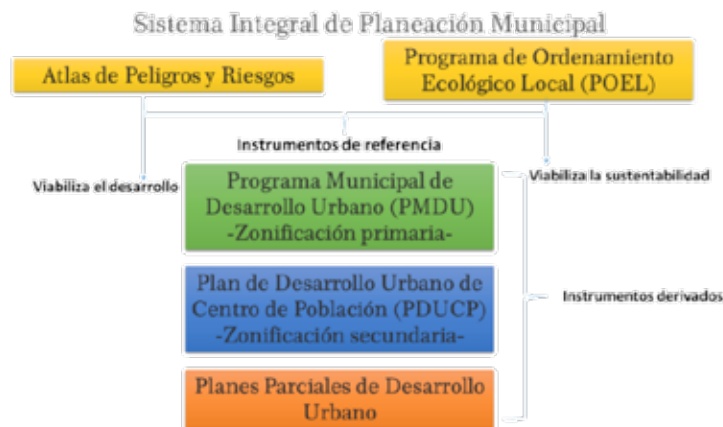 Sistema Integral de Planeación Municipal
Atlas de Peligros y Riesgos
Programa de Ordenamiento
Ecológico Local (POEL)
Instrumentos de referencia
Viabiliza el desarrollo
Viabiliza la sustentabilidad
Programa Municipal de
Desarrollo Urbano (PMDU)
-Zonificación primaria-
Plan de Desarrollo Urbano de
Centro de Población (PDUCP)
-Zonificación secundaria-
Instrumentos derivados
Planes Parciales de Desarrollo
Urbano